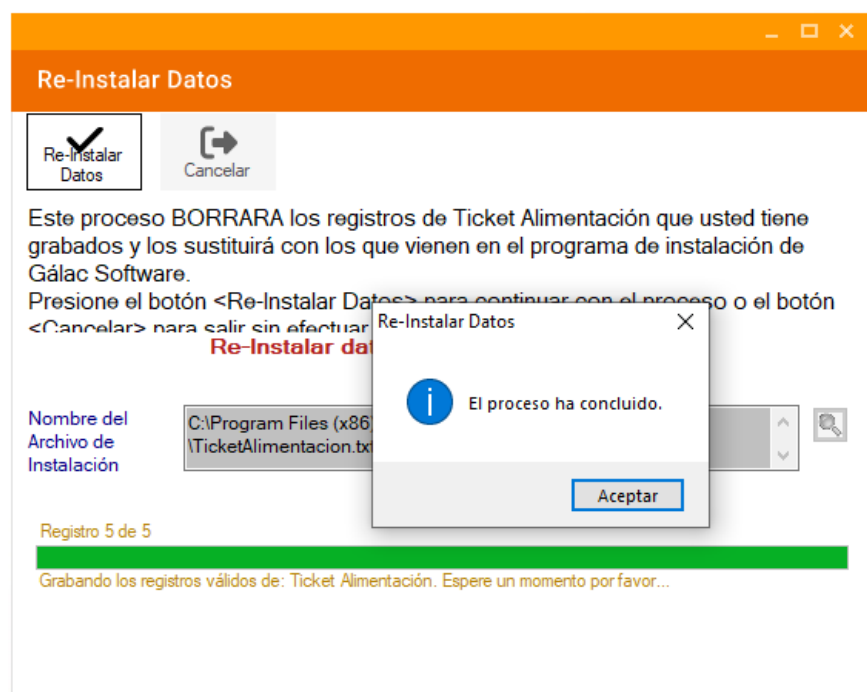 Re-Instalar Datos
Re-Instalar
Datos
Cancelar
Este proceso BORRARA los registros de Ticket Alimentación que usted tiene
grabados y los sustituirá con los que vienen en el programa de instalación de
Gálac Software.
Presione el botón <Re-Instalar Datos> para continuar con el proceso o el botón
<Cancelar> para salir sin efectuar
Re-Instalar dat
Re-Instalar Datos
El proceso ha concluido.
Aceptar
Nombre del
Archivo de
Instalación
C:\Program Files (x86)
\TicketAlimentacion.txt
Registro 5 de 5
Grabando los registros válidos de: Ticket Alimentación. Espere un momento por favor...